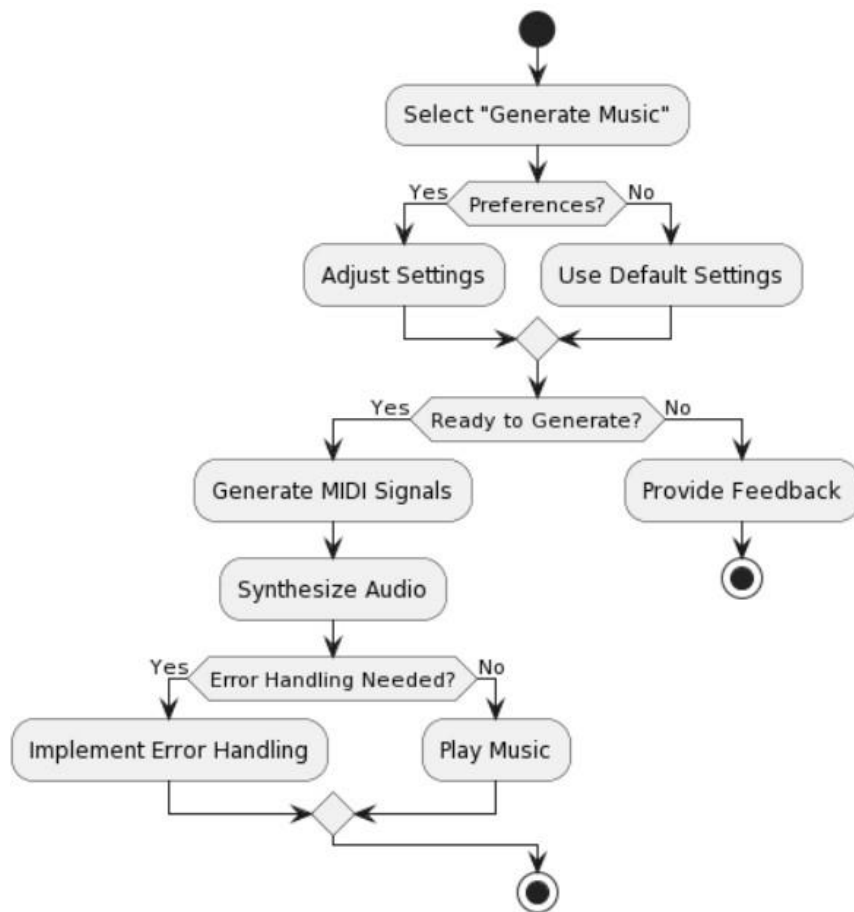 Select "Generate Music"
Yes
Preferences?
No
Adjust Settings
Use Default Settings
Yes
Ready to Generate?
No
Generate MIDI Signals
Provide Feedback
Synthesize Audio
Yes
Error Handling Needed?
No
Implement Error Handling
Play Music